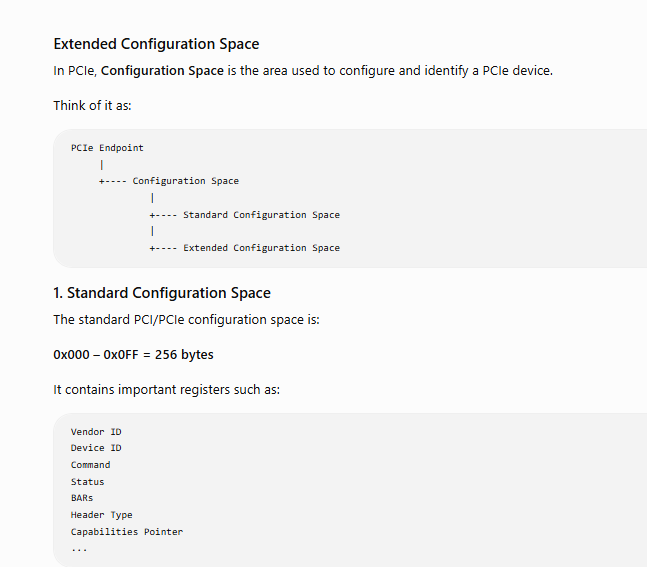 Extended Configuration Space
In PCIe, Configuration Space is the area used to configure and identify a PCIe device.
Think of it as:
PCIe Endpoint
|
+---- Configuration Space
|
+---- Standard Configuration Space
|
+---- Extended Configuration Space
1. Standard Configuration Space
The standard PCI/PCIe configuration space is:
0x000 – 0x0FF = 256 bytes
It contains important registers such as:
Vendor ID
Device ID
Command
Status
BARs
Header Type
Capabilities Pointer
...